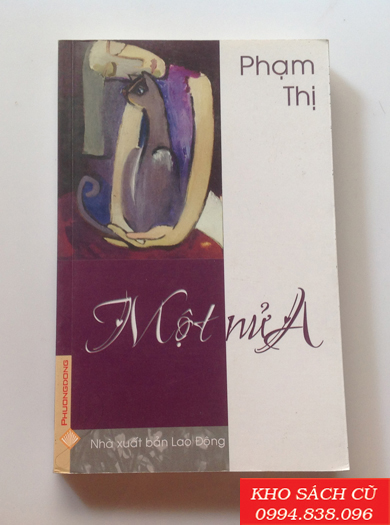 Phạm
Thị
Một nửA
PHUONGDONG
Nhà xuất bản Lao Động
KHO SÁCH CŨ
0994.838.096